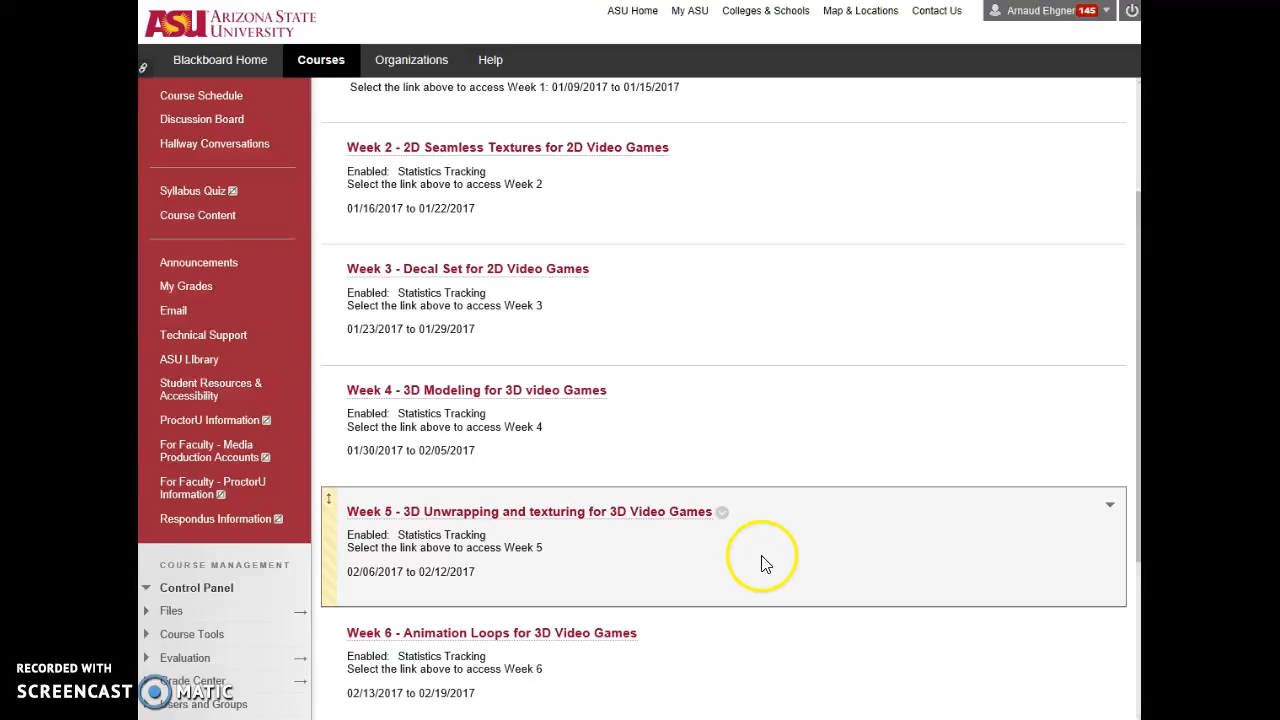 ASU ARIZONA STATE
UNIVERSITY
ASU Home My ASU Colleges & Schools Map & Locations Contact Us Arnaud Ehgner 145
Blackboard Home Courses Organizations Help
Course Schedule
Discussion Board
Hallway Conversations
Syllabus Quiz
Course Content
Announcements
My Grades
Email
Technical Support
ASU LIbrary
Student Resources &
Accessibility
ProctorU Information
For Faculty - Media
Production Accounts
For Faculty - ProctorU
Information
Respondus Information
COURSE MANAGEMENT
Control Panel
Files
Course Tools
Evaluation
Grade Center
Users and Groups
Select the link above to access Week 1: 01/09/2017 to 01/15/2017
Week 2 - 2D Seamless Textures for 2D Video Games
Enabled: Statistics Tracking
Select the link above to access Week 2
01/16/2017 to 01/22/2017
Week 3 - Decal Set for 2D Video Games
Enabled: Statistics Tracking
Select the link above to access Week 3
01/23/2017 to 01/29/2017
Week 4 - 3D Modeling for 3D video Games
Enabled: Statistics Tracking
Select the link above to access Week 4
01/30/2017 to 02/05/2017
Week 5 - 3D Unwrapping and texturing for 3D Video Games
Enabled: Statistics Tracking
Select the link above to access Week 5
02/06/2017 to 02/12/2017
Week 6 - Animation Loops for 3D Video Games
Enabled: Statistics Tracking
Select the link above to access Week 6
02/13/2017 to 02/19/2017
RECORDED WITH
SCREENCAST MATIC